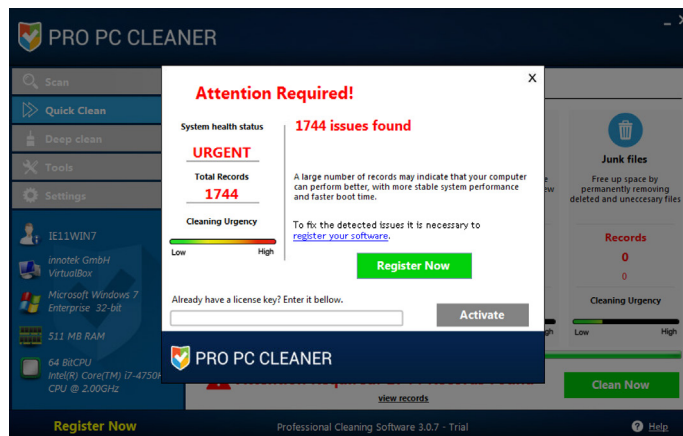 PRO PC CLEANER
Scan
Quick Clean
Deep clean
Tools
Settings
IE11WIN7
innotek GmbH
VirtualBox
Microsoft Windows 7
Enterprise 32-bit
511 MB RAM
64 BitCPU
Intel(R) Core(TM) i7-4750H
CPU @ 2.00GHz
Register Now
X
Attention Required!
System health status
URGENT
Total Records
1744
Cleaning Urgency
Low High
1744 issues found
A large number of records may indicate that your computer
can perform better, with more stable system performance
and faster boot time.
To fix the detected issues it is necessary to
register your software.
Register Now
Already have a license key? Enter it bellow.
Activate
PRO PC CLEANER
view records
Junk files
Free up space by
permanently removing
deleted and uneccesary files
Records
0
0
Cleaning Urgency
Low High
Clean Now
Professional Cleaning Software 3.0.7 - Trial
? Help